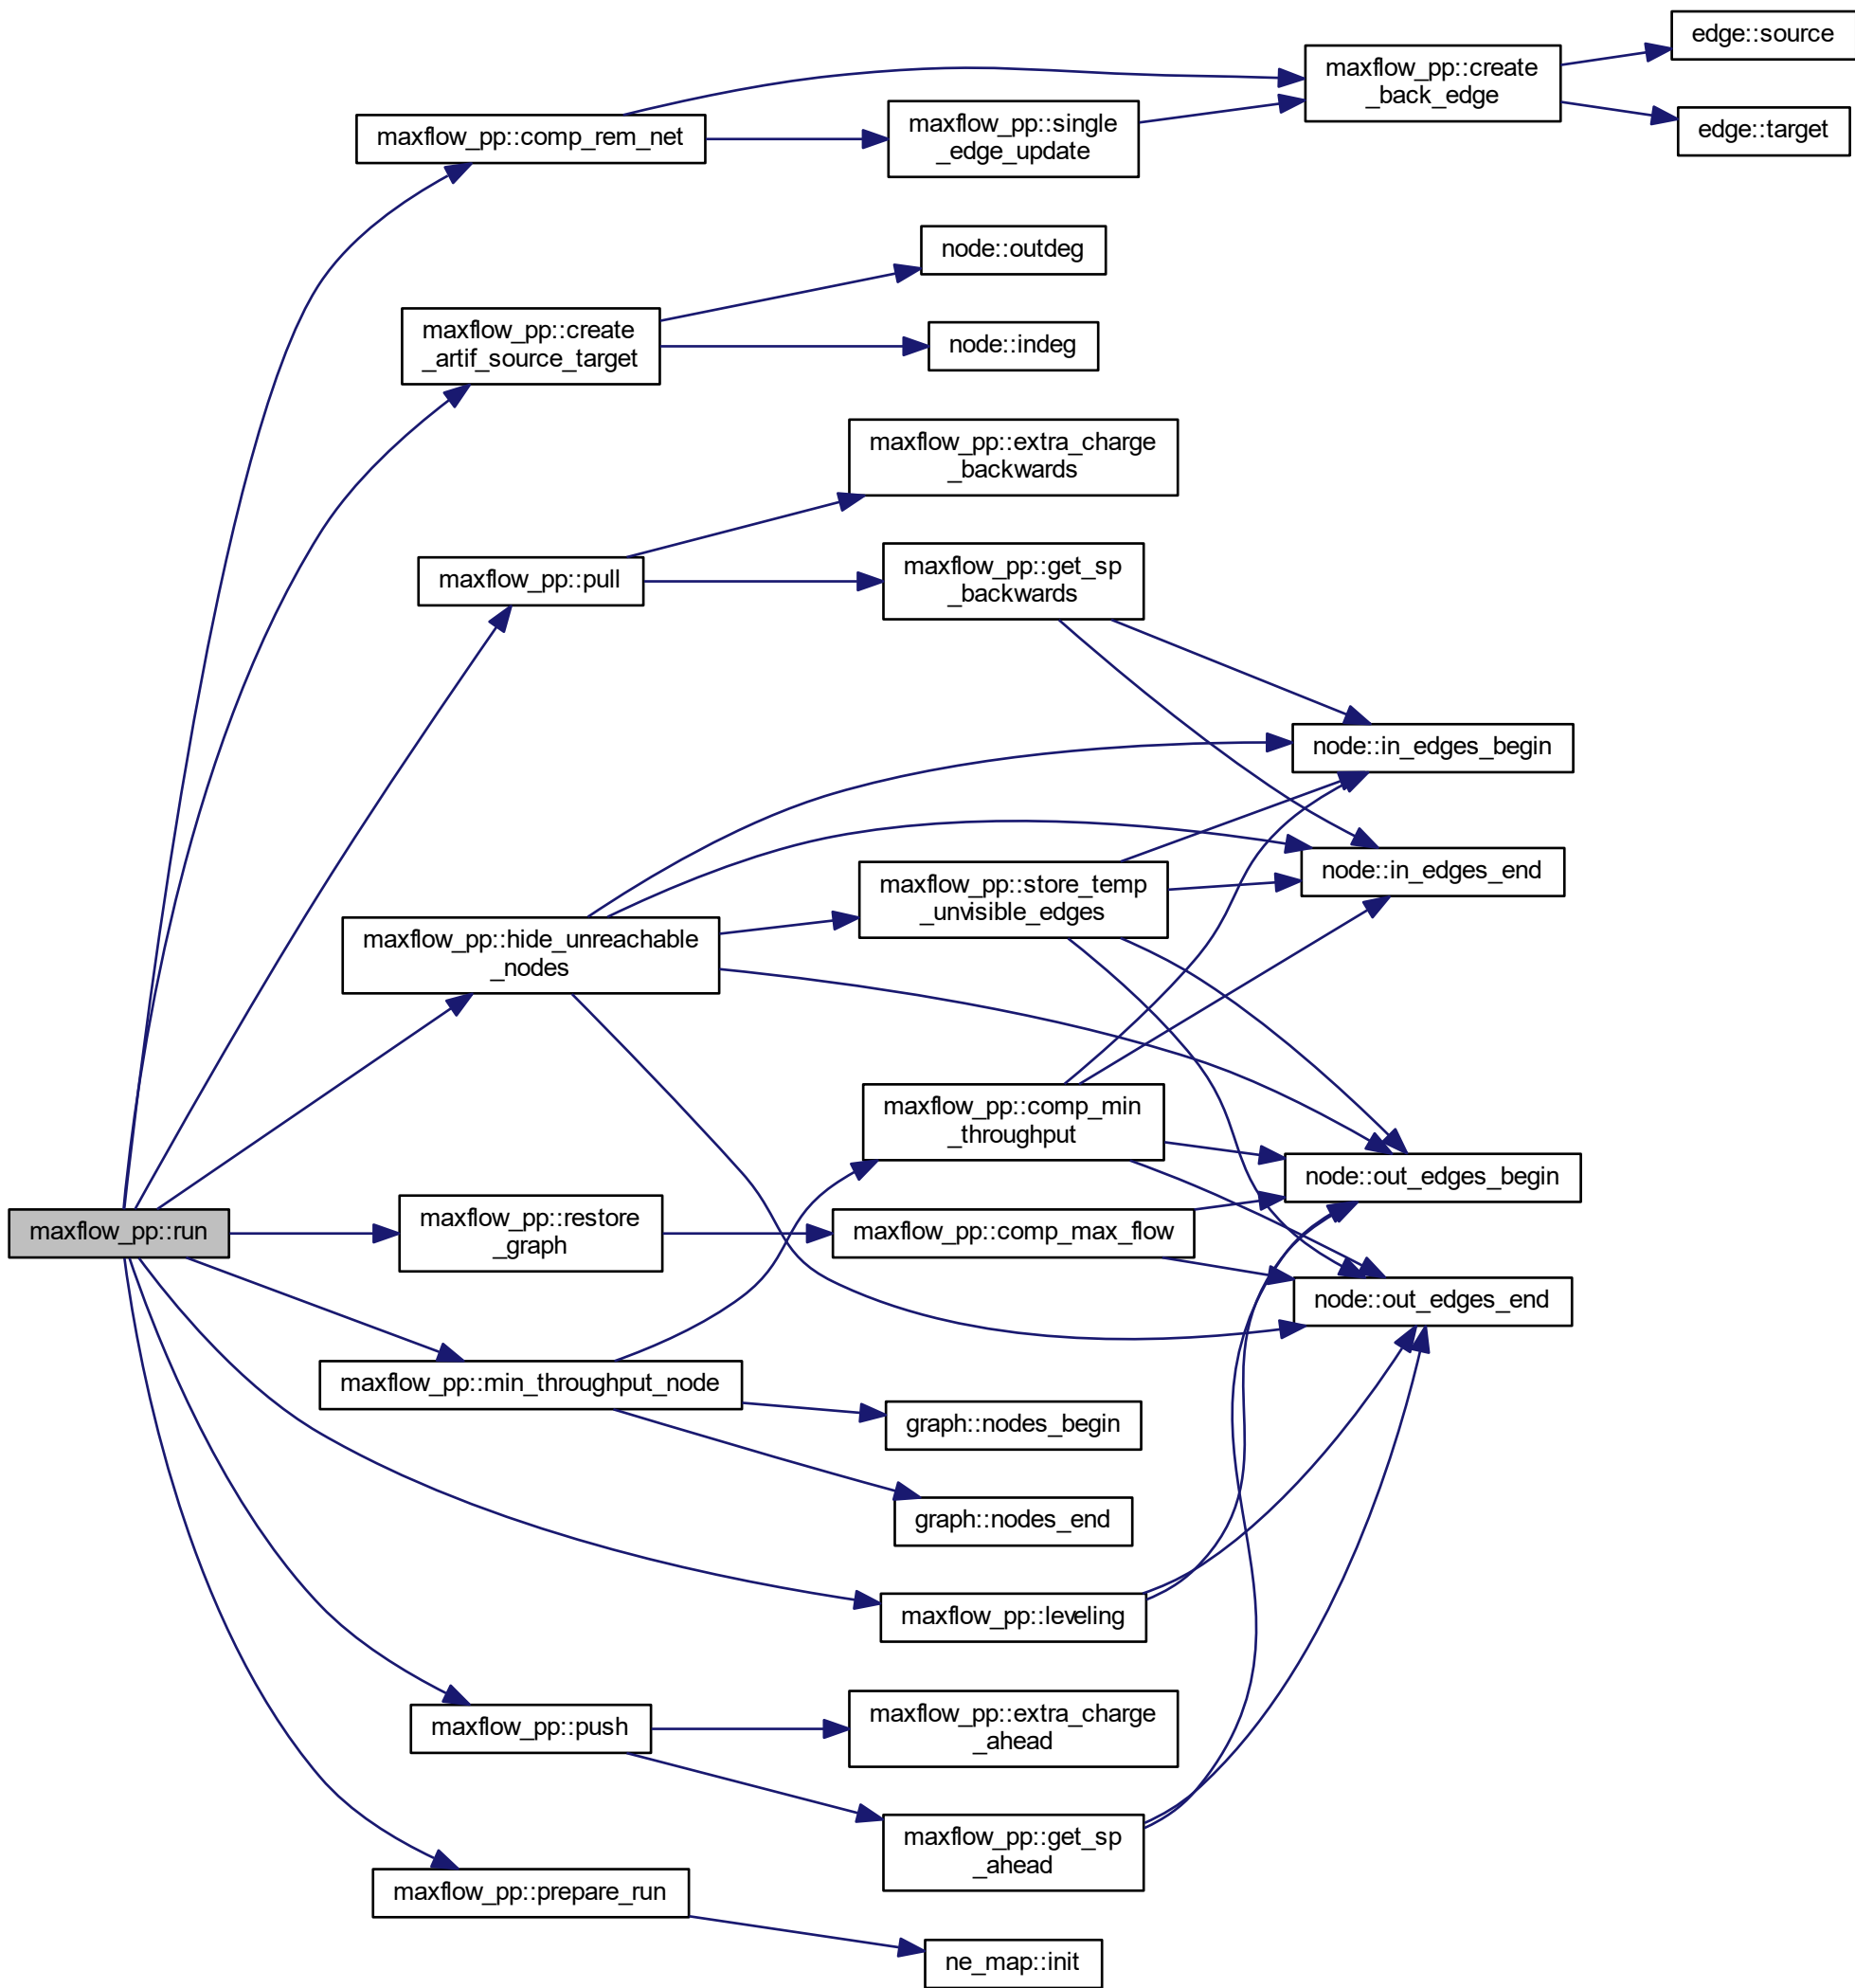 edge::source
maxflow_pp::create
_back_edge
maxflow_pp::comp_rem_net
maxflow_pp::single
_edge_update
edge::target
node::outdeg
maxflow_pp::create
_artif_source_target
node::indeg
maxflow_pp::extra_charge
_backwards
maxflow_pp::pull
maxflow_pp::get_sp
_backwards
node::in_edges_begin
node::in_edges_end
maxflow_pp::store_temp
_unvisible_edges
maxflow_pp::hide_unreachable
_nodes
maxflow_pp::comp_min
_throughput
node::out_edges_begin
maxflow_pp::run
maxflow_pp::restore
_graph
maxflow_pp::comp_max_flow
node::out_edges_end
maxflow_pp::min_throughput_node
graph::nodes_begin
graph::nodes_end
maxflow_pp::leveling
maxflow_pp::push
maxflow_pp::extra_charge
_ahead
maxflow_pp::get_sp
_ahead
maxflow_pp::prepare_run
ne_map::init